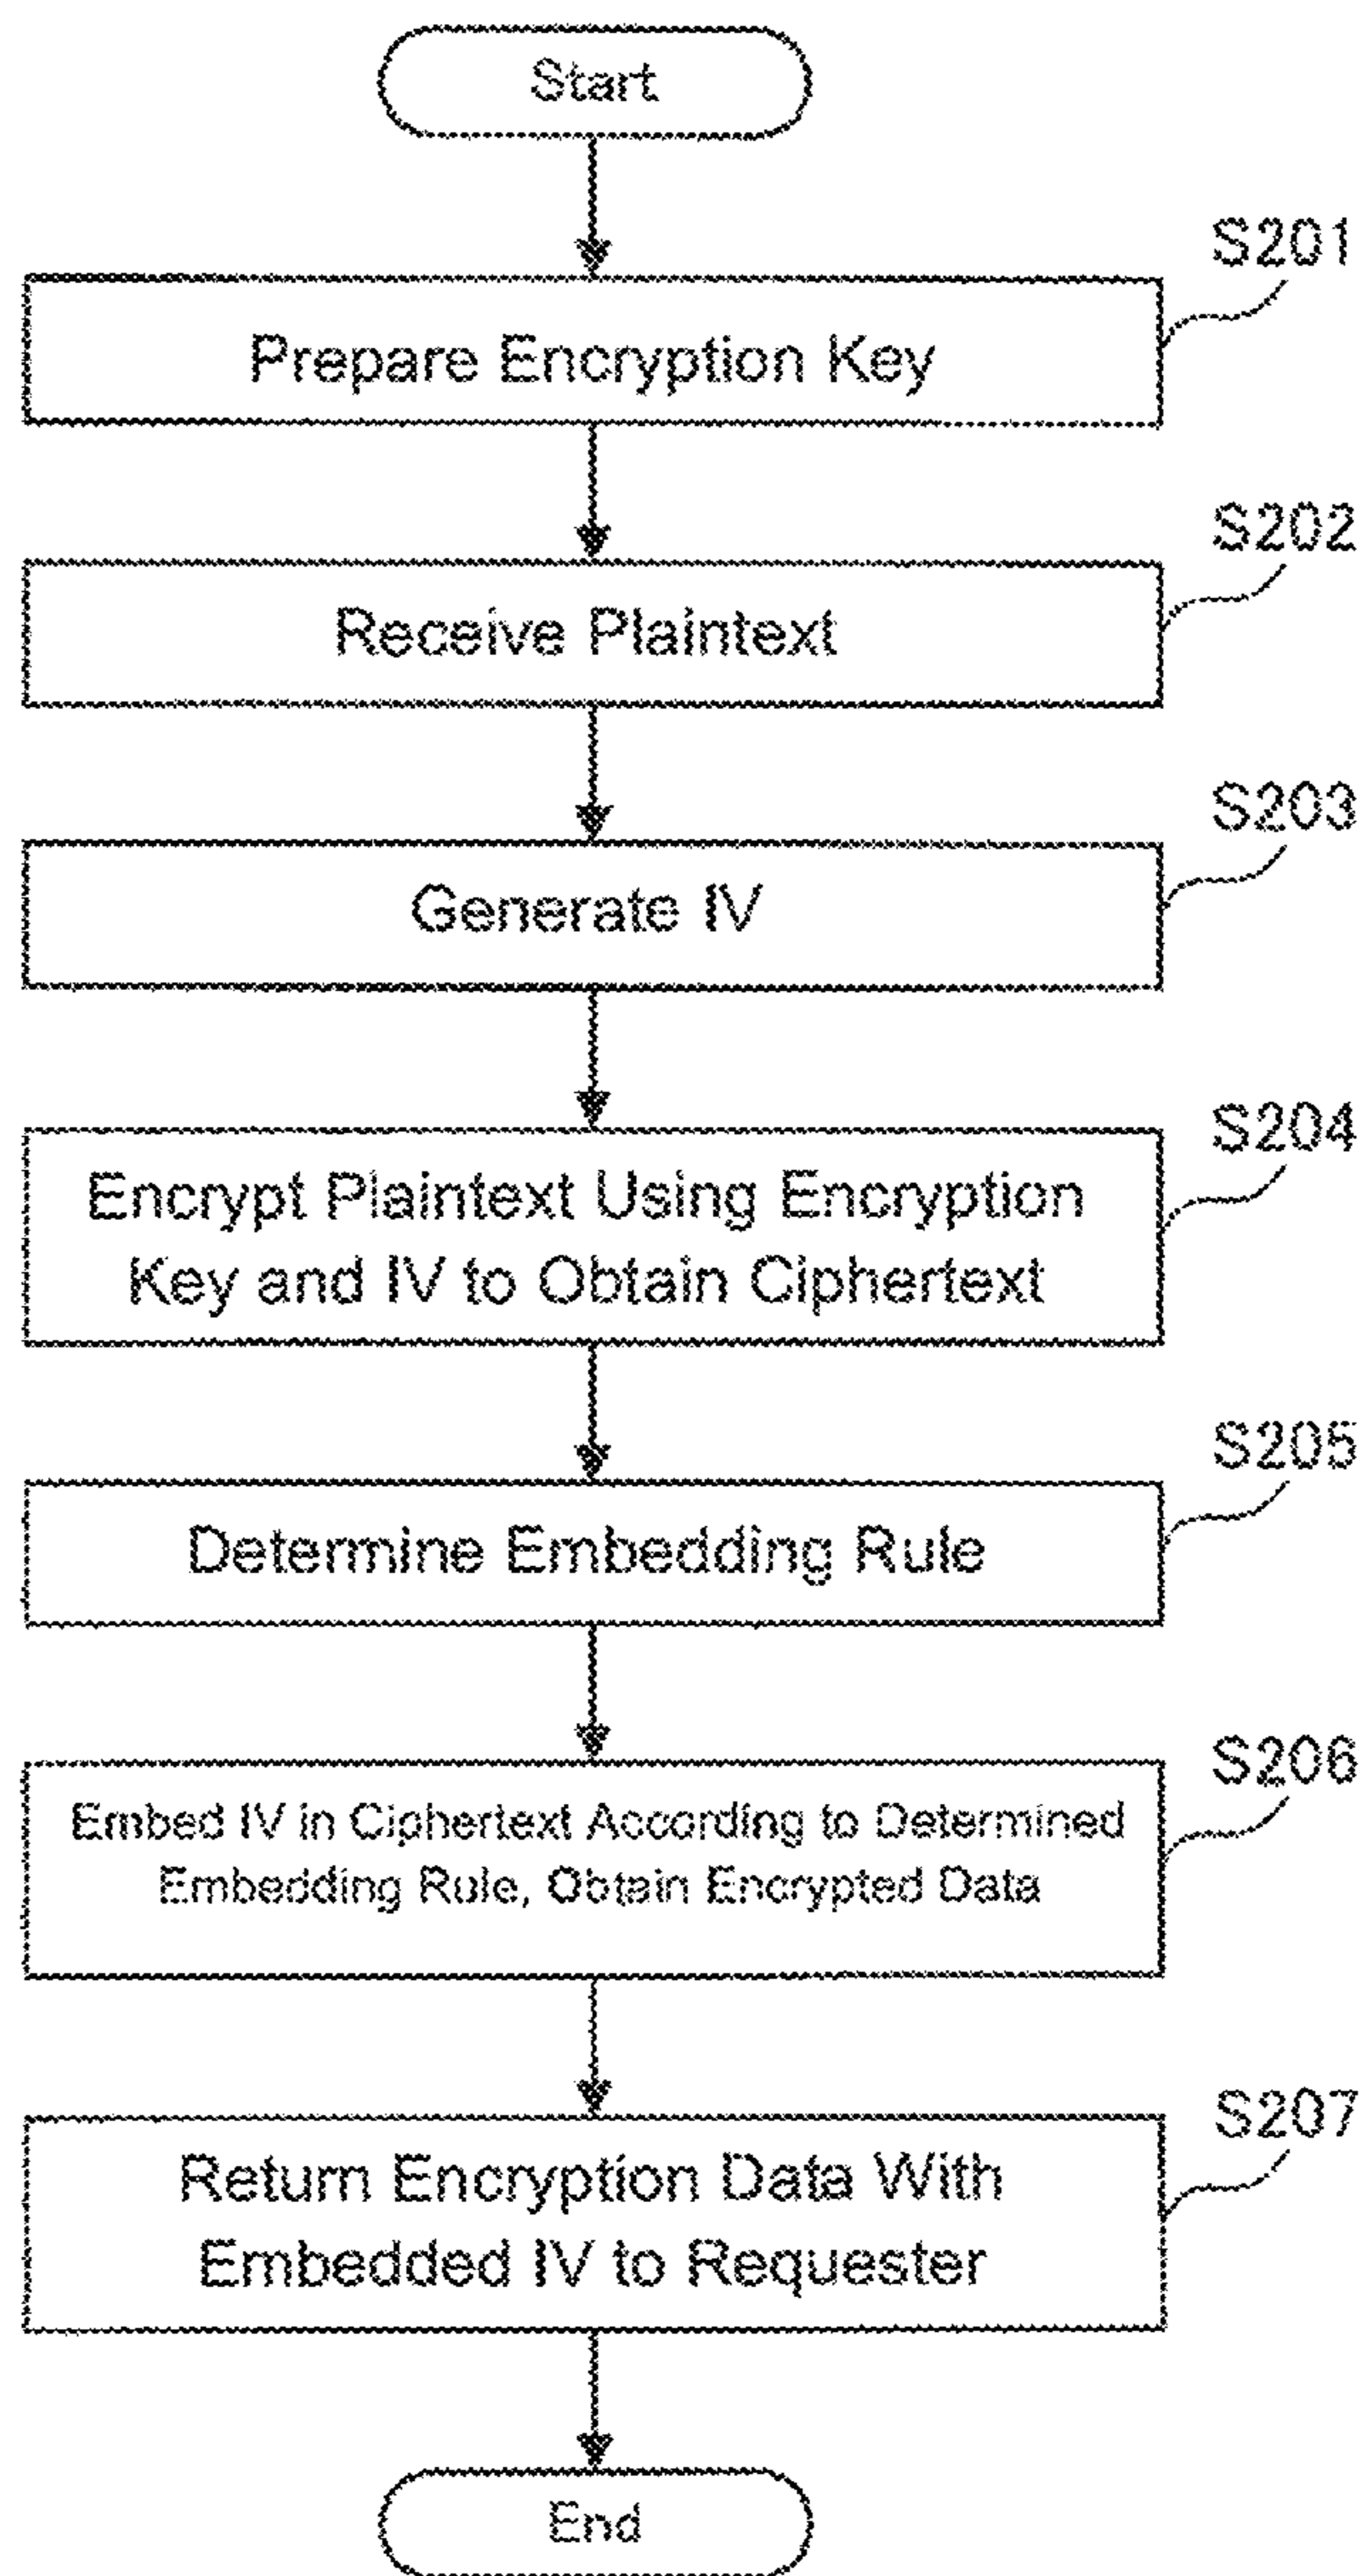 Start
S201
Prepare Encryption Key
S202
Receive Plaintext
S203
Generate IV
S204
Encrypt Plaintext Using Encryption
Key and IV to Obtain Ciphertext
S205
Determine Embedding Rule
S206
Embed IV in Ciphertext According to Determined
Embedding Rule, Obtain Encrypted Data
S207
Return Encryption Data With
Embedded IV to Requester
End